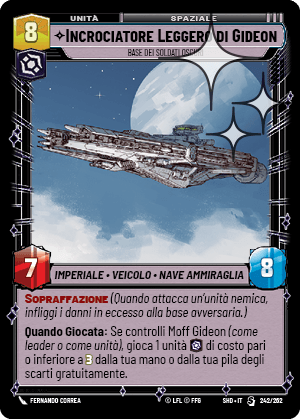 UNITÀ SPAZIALE
8
INCROCIATORE LEGGERO DI GIDEON
BASE DEI SOLDATI OSCURI
7
8
IMPERIALE • VEICOLO • NAVE AMMIRAGLIA
SOPRAFFAZIONE (Quando attacca un'unità nemica,
infliggi i danni in eccesso alla base avversaria.)
Quando Giocata: Se controlli Moff Gideon (come
leader o come unità), gioca 1 unità di costo pari
o inferiore a 3 dalla tua mano o dalla tua pila degli
scarti gratuitamente.
FERNANDO CORREA © LFL © FFG SHD • IT 242/262